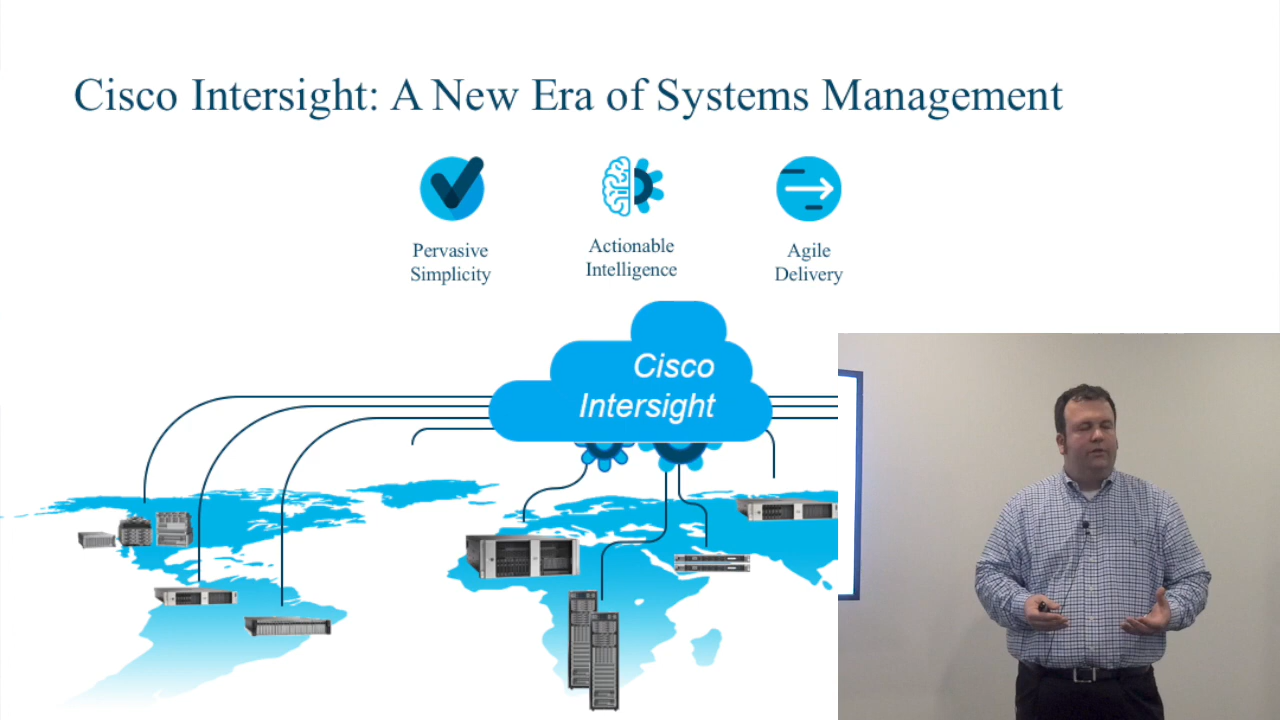 Cisco Intersight: A New Era of Systems Management
Pervasive
Simplicity
Actionable
Intelligence
Agile
Delivery
Cisco
Intersight